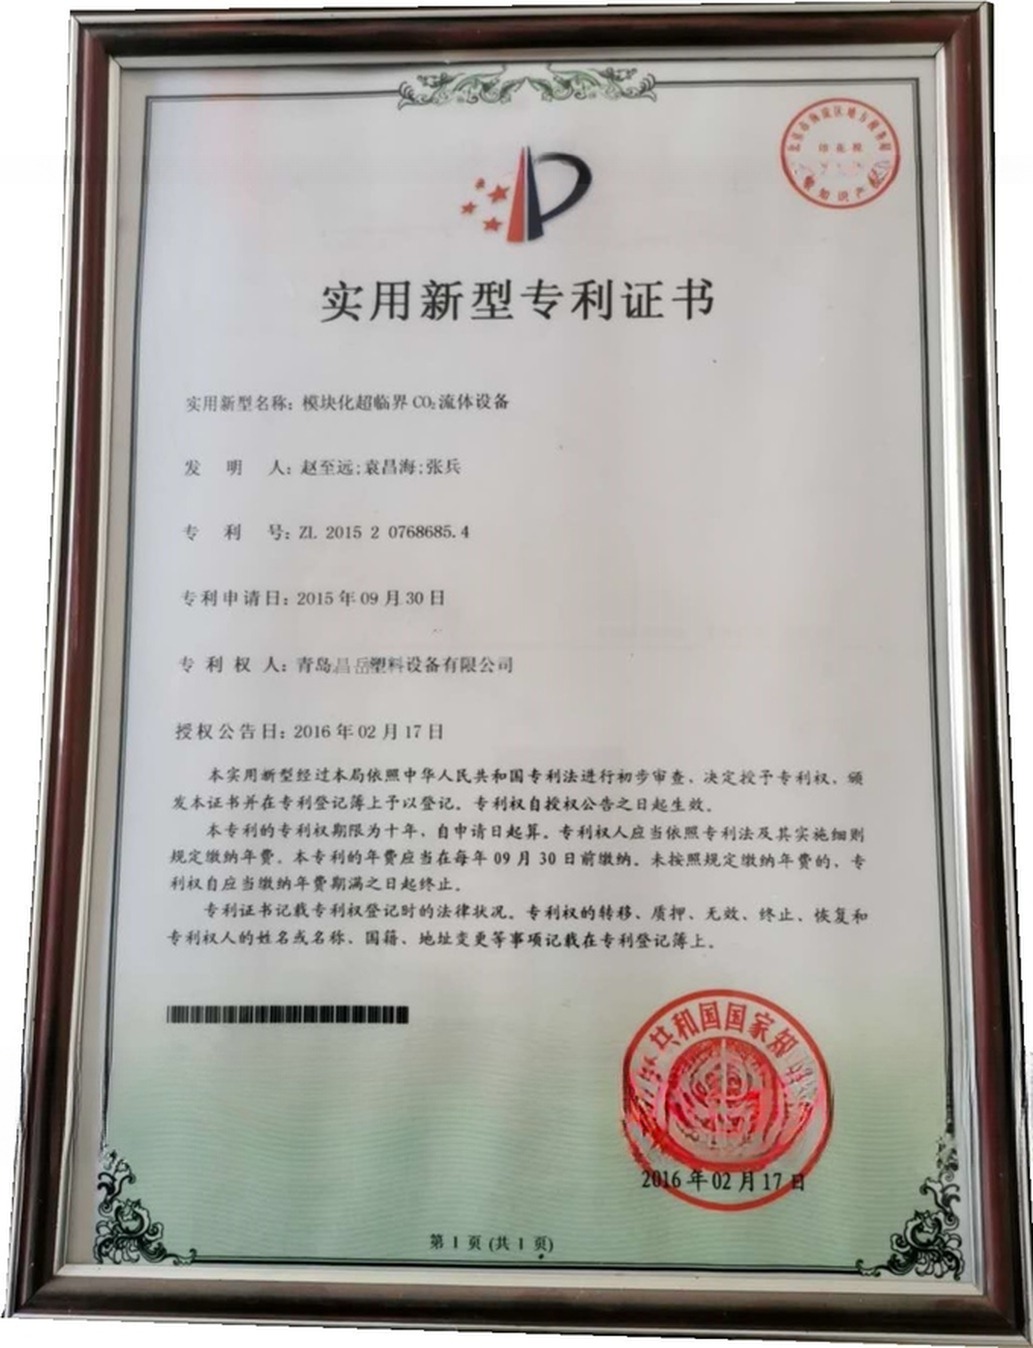 印花税
实用新型专利证书
实用新型名称：模块化超临界CO₂流体设备
发 明 人：赵至远;袁昌海;张兵
专 利 号：ZL 2015 2 0768685.4
专利申请日：2015年09月30日
专 利 权 人：青岛昌岳塑料设备有限公司
授权公告日：2016年02月17日
本实用新型经过本局依照中华人民共和国专利法进行初步审查，决定授予专利权，颁
发本证书并在专利登记簿上予以登记。专利权自授权公告之日起生效。
本专利的专利权期限为十年，自申请日起算。专利权人应当依照专利法及其实施细则
规定缴纳年费。本专利的年费应当在每年09月30日前缴纳。未按照规定缴纳年费的，专
利权自应当缴纳年费期满之日起终止。
专利证书记载专利权登记时的法律状况。专利权的转移、质押、无效、终止、恢复和
专利权人的姓名或名称、国籍、地址变更等事项记载在专利登记簿上。
共和国国家知
2016年02月17日
第 1 页 (共 1 页)